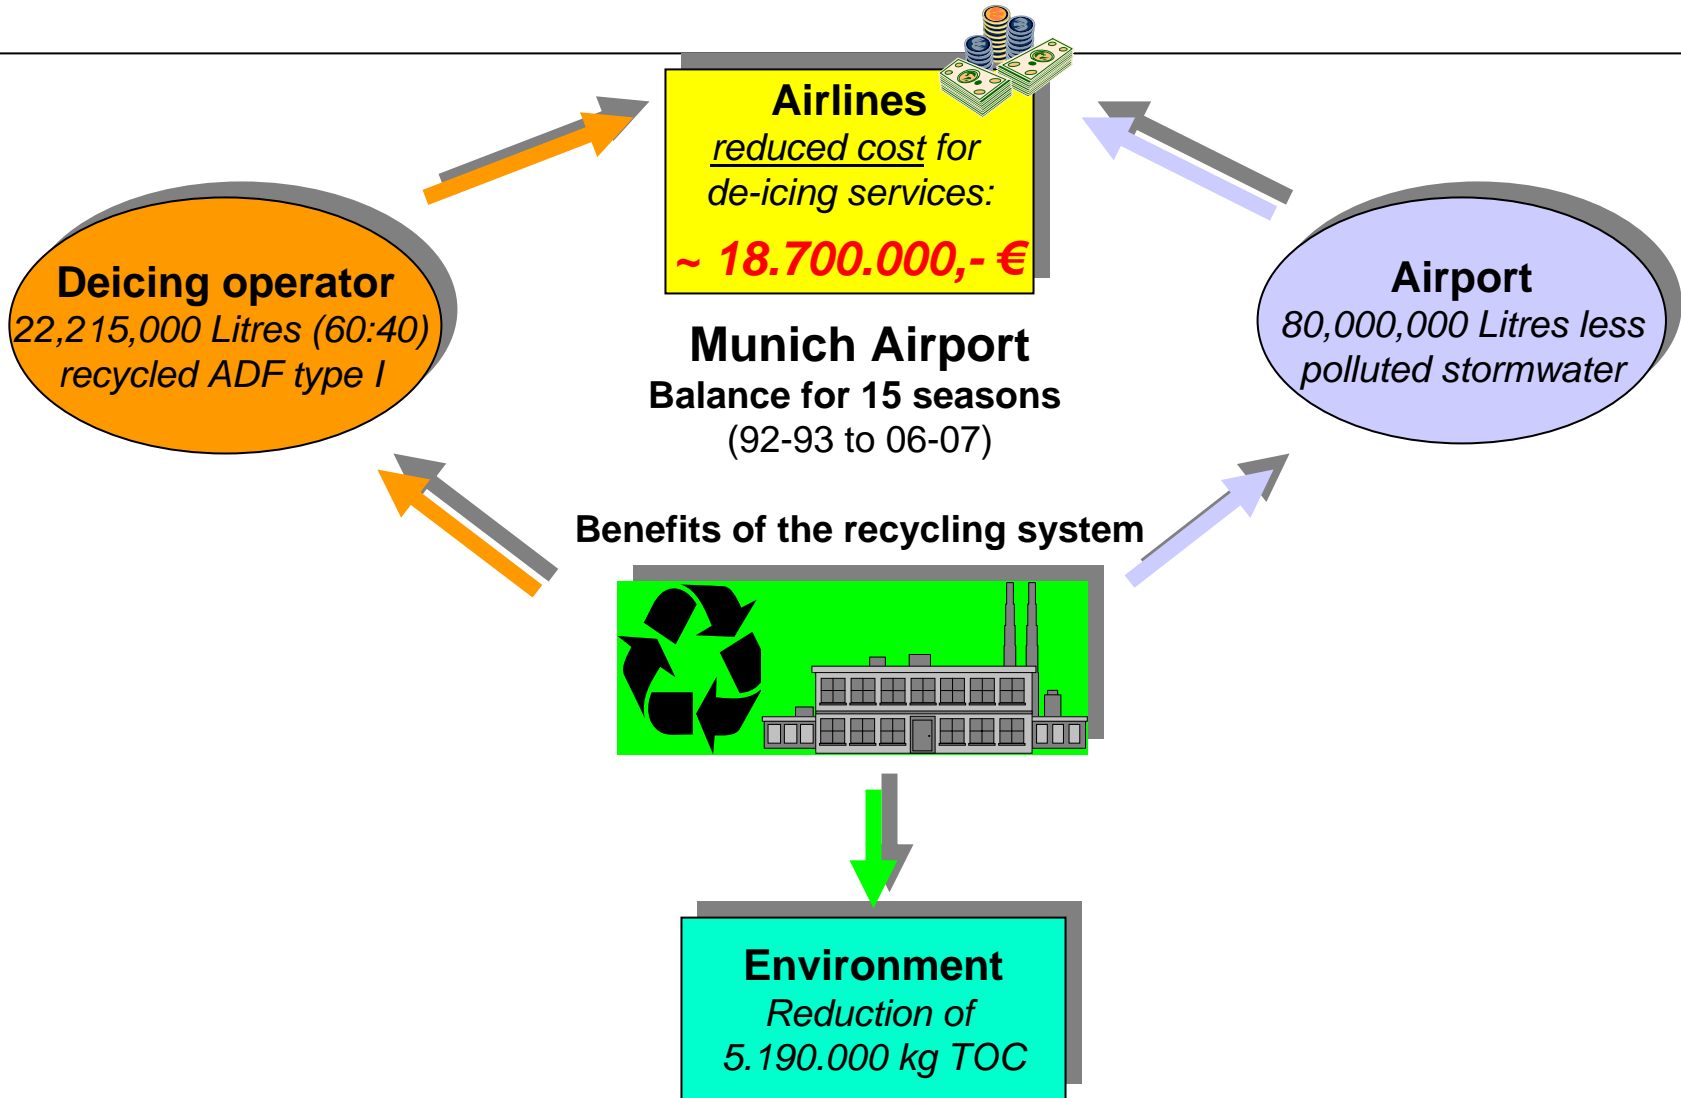 Airlines
reduced cost for
de-icing services:
~ 18.700.000,- €
Deicing operator
22,215,000 Litres (60:40)
recycled ADF type I
Airport
80,000,000 Litres less
polluted stormwater
Munich Airport
Balance for 15 seasons
(92-93 to 06-07)
Benefits of the recycling system
Environment
Reduction of
5.190.000 kg TOC